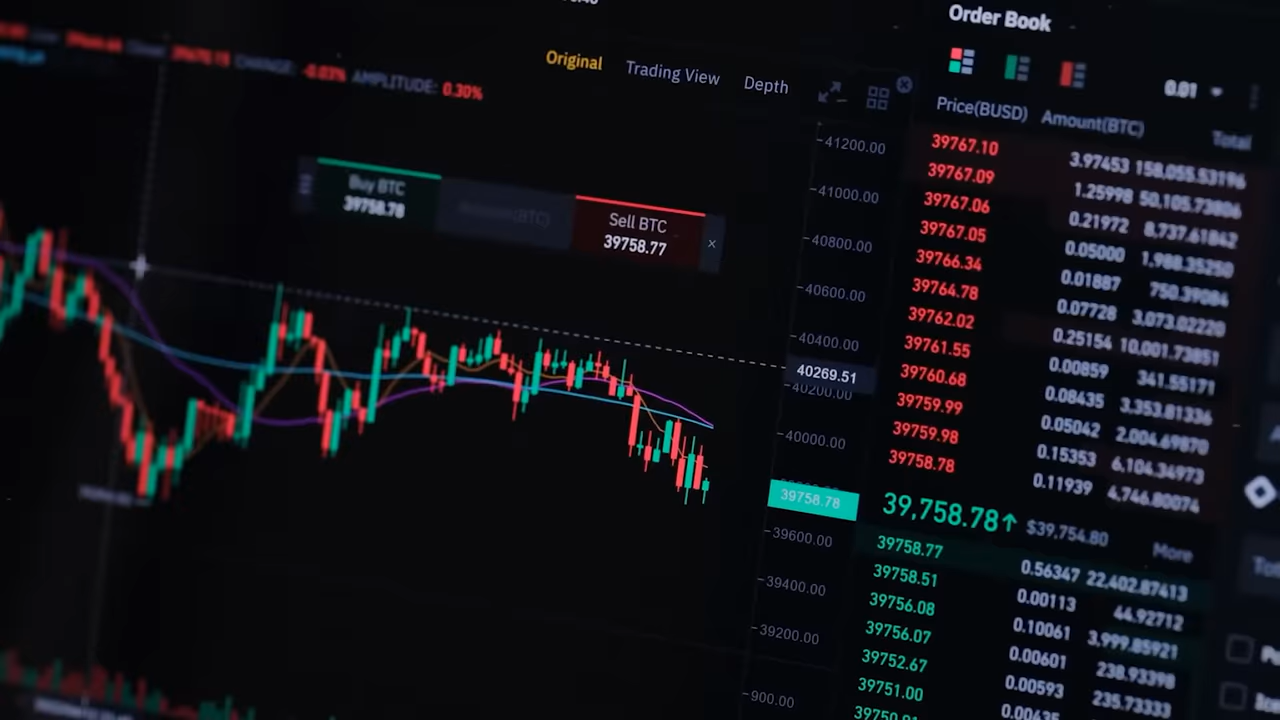 Order Book
Original Trading View Depth
CHANGE: -0.03% AMPLITUDE: 0.30%
0.01
Price(BUSD) Amount(BTC) Total
Buy BTC
39758.78
Sell BTC
39758.77
41200.00
41000.00
40800.00
40600.00
40400.00
40269.51
40200.00
40000.00
39758.78
39600.00
39400.00
39200.00
900.00
39767.10 3.97453 158,055.53196
39767.09 1.25998 50,105.73806
39767.06 0.21972 8,737.61842
39767.05 0.05000 1,988.35250
39766.34 0.01887 750.39084
39764.78 0.07728 3,073.02220
39762.02 0.25154 10,001.73851
39761.55 0.00859 341.55171
39760.68 0.08435 3,353.81336
39759.99 0.05042 2,004.69870
39759.98 0.15353 6,104.34973
39758.78 0.11939 4,746.80074
39,758.78↑ $39,754.80 More
39758.77 0.56347 22,402.87413
39758.51 0.00113 44.92712
39756.08 0.10061 3,999.85921
39756.07 0.00601 238.93398
39752.67 0.00593 235.73333
39751.00